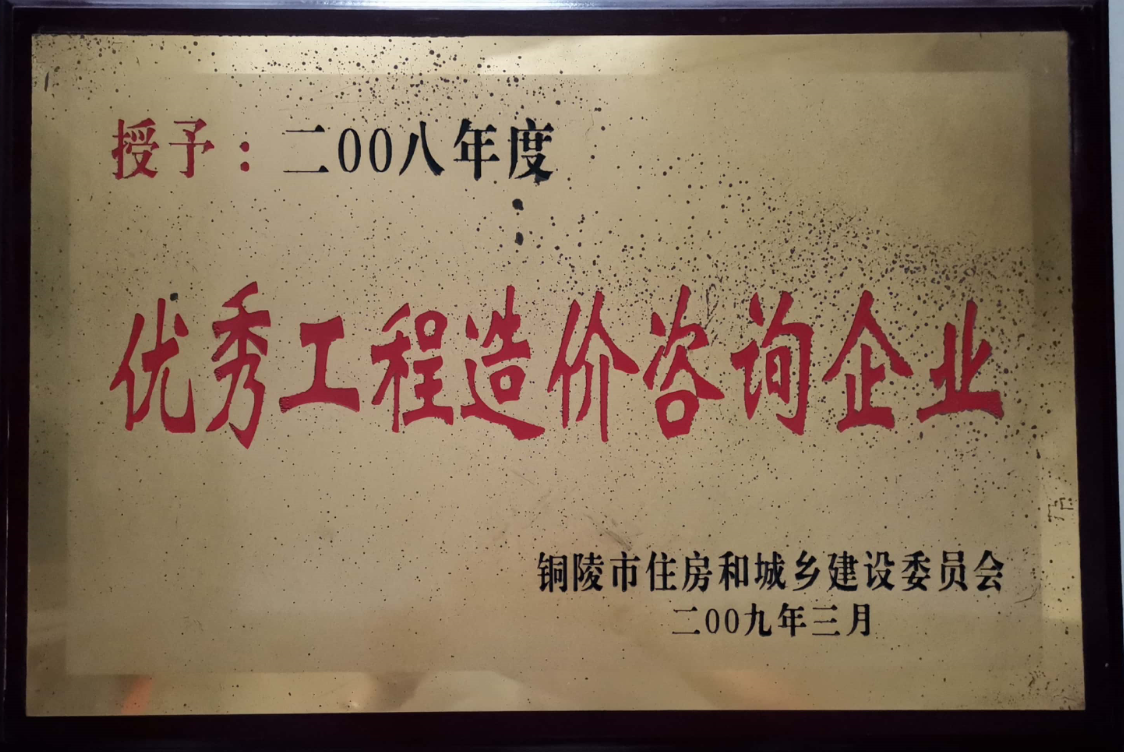 授予：二00八年度
优秀工程造价咨询企业
铜陵市住房和城乡建设委员会
二00九年三月